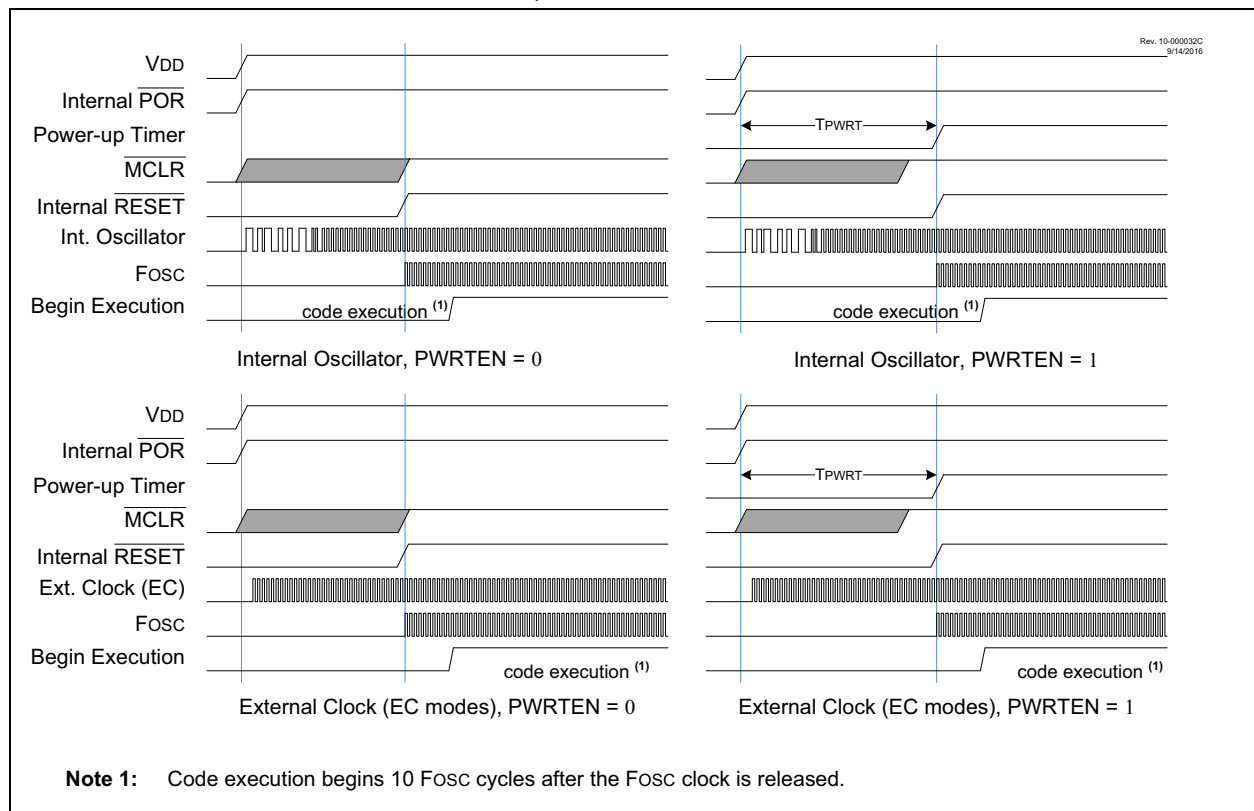 Rev. 10-000032C
9/14/2016
VDD
Internal POR
Power-up Timer
MCLR
Internal RESET
Int. Oscillator
FOSC
Begin Execution
code execution (1)
Internal Oscillator, PWRTEN = 0
TPWRT
code execution (1)
Internal Oscillator, PWRTEN = 1
VDD
Internal POR
Power-up Timer
MCLR
Internal RESET
Ext. Clock (EC)
FOSC
Begin Execution
code execution (1)
External Clock (EC modes), PWRTEN = 0
TPWRT
code execution (1)
External Clock (EC modes), PWRTEN = 1
Note 1: Code execution begins 10 FOSC cycles after the FOSC clock is released.